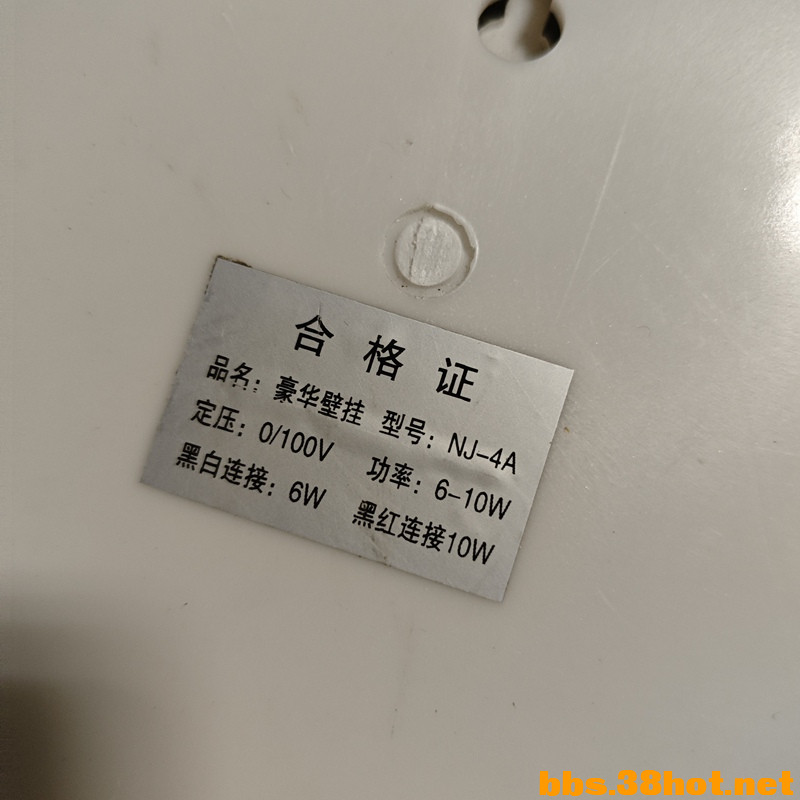 合格证
品名：豪华壁挂 型号：NJ-4A
定压：0/100V 功率：6-10W
黑白连接：6W 黑红连接10W
bbs.38hot.net